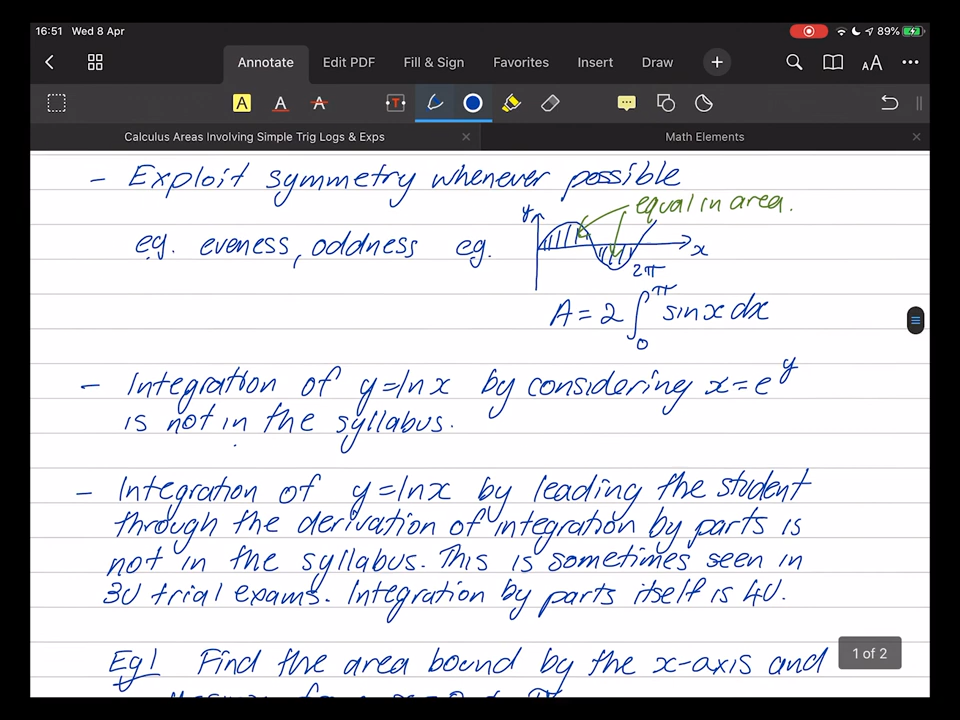 16:51 Wed 8 Apr 89%
Annotate Edit PDF Fill & Sign Favorites Insert Draw
Calculus Areas Involving Simple Trig Logs & Exps Math Elements
- Exploit symmetry whenever possible
equal in area.
eg. eveness, oddness eg. y x
2π
A = 2 ∫₀^π sinx dx
- Integration of y=lnx by considering x=e^y
is not in the syllabus.
- Integration of y=lnx by leading the student
through the derivation of integration by parts is
not in the syllabus. This is sometimes seen in
3U trial exams. Integration by parts itself is 4U.
1 of 2
Eg1 Find the area bound by the x-axis and